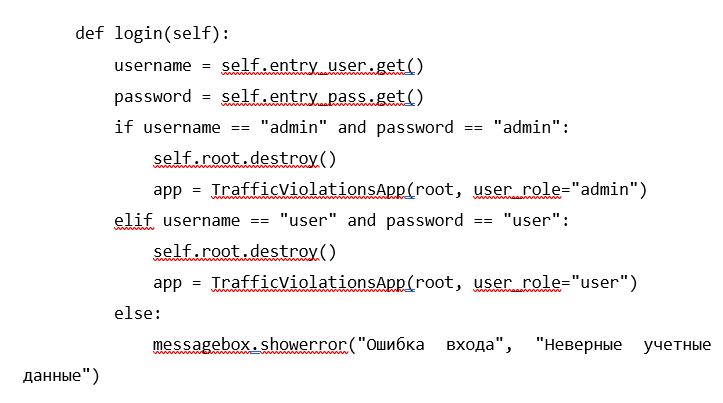 def login(self):
username = self.entry_user.get()
password = self.entry_pass.get()
if username == "admin" and password == "admin":
self.root.destroy()
app = TrafficViolationsApp(root, user_role="admin")
elif username == "user" and password == "user":
self.root.destroy()
app = TrafficViolationsApp(root, user_role="user")
else:
messagebox.showerror("Ошибка входа", "Неверные учетные
данные")